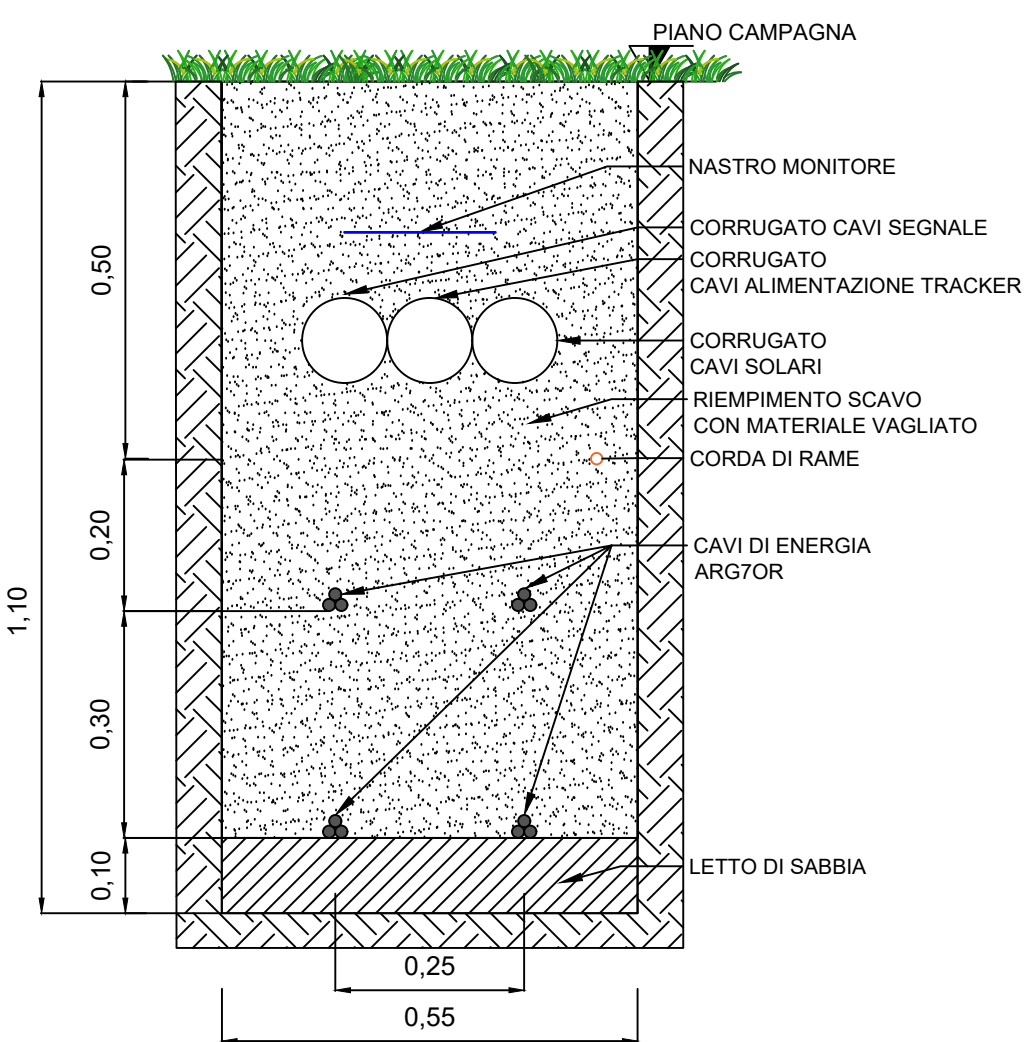 PIANO CAMPAGNA
NASTRO MONITORE
CORRUGATO CAVI SEGNALE
CORRUGATO
CAVI ALIMENTAZIONE TRACKER
CORRUGATO
CAVI SOLARI
RIEMPIMENTO SCAVO
CON MATERIALE VAGLIATO
CORDA DI RAME
CAVI DI ENERGIA
ARG7OR
LETTO DI SABBIA
0,50
0,20
1,10
0,30
0,10
0,25
0,55